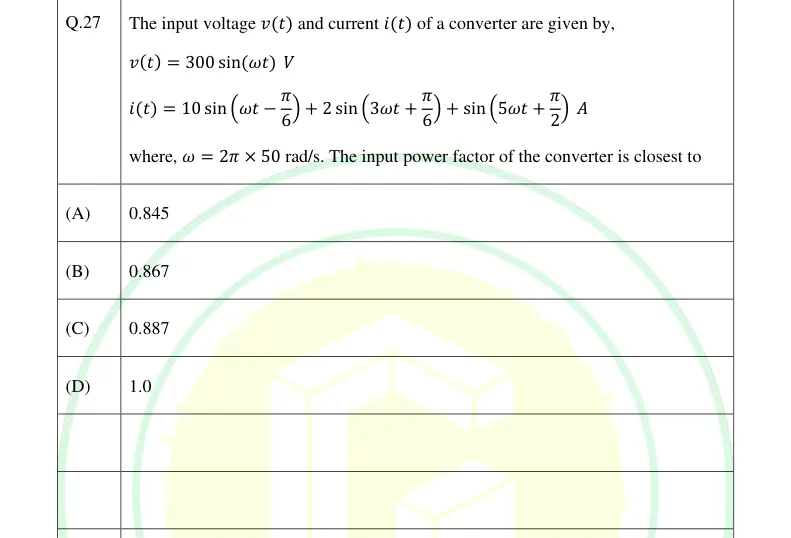 Q.27 The input voltage 𝑣(𝑡) and current 𝑖(𝑡) of a converter are given by,
𝑣(𝑡) = 300 sin(𝜔𝑡) 𝑉
𝑖(𝑡) = 10 sin (𝜔𝑡 − 𝜋/6) + 2 sin (3𝜔𝑡 + 𝜋/6) + sin (5𝜔𝑡 + 𝜋/2) 𝐴
where, 𝜔 = 2𝜋 × 50 rad/s. The input power factor of the converter is closest to
(A) 0.845
(B) 0.867
(C) 0.887
(D) 1.0